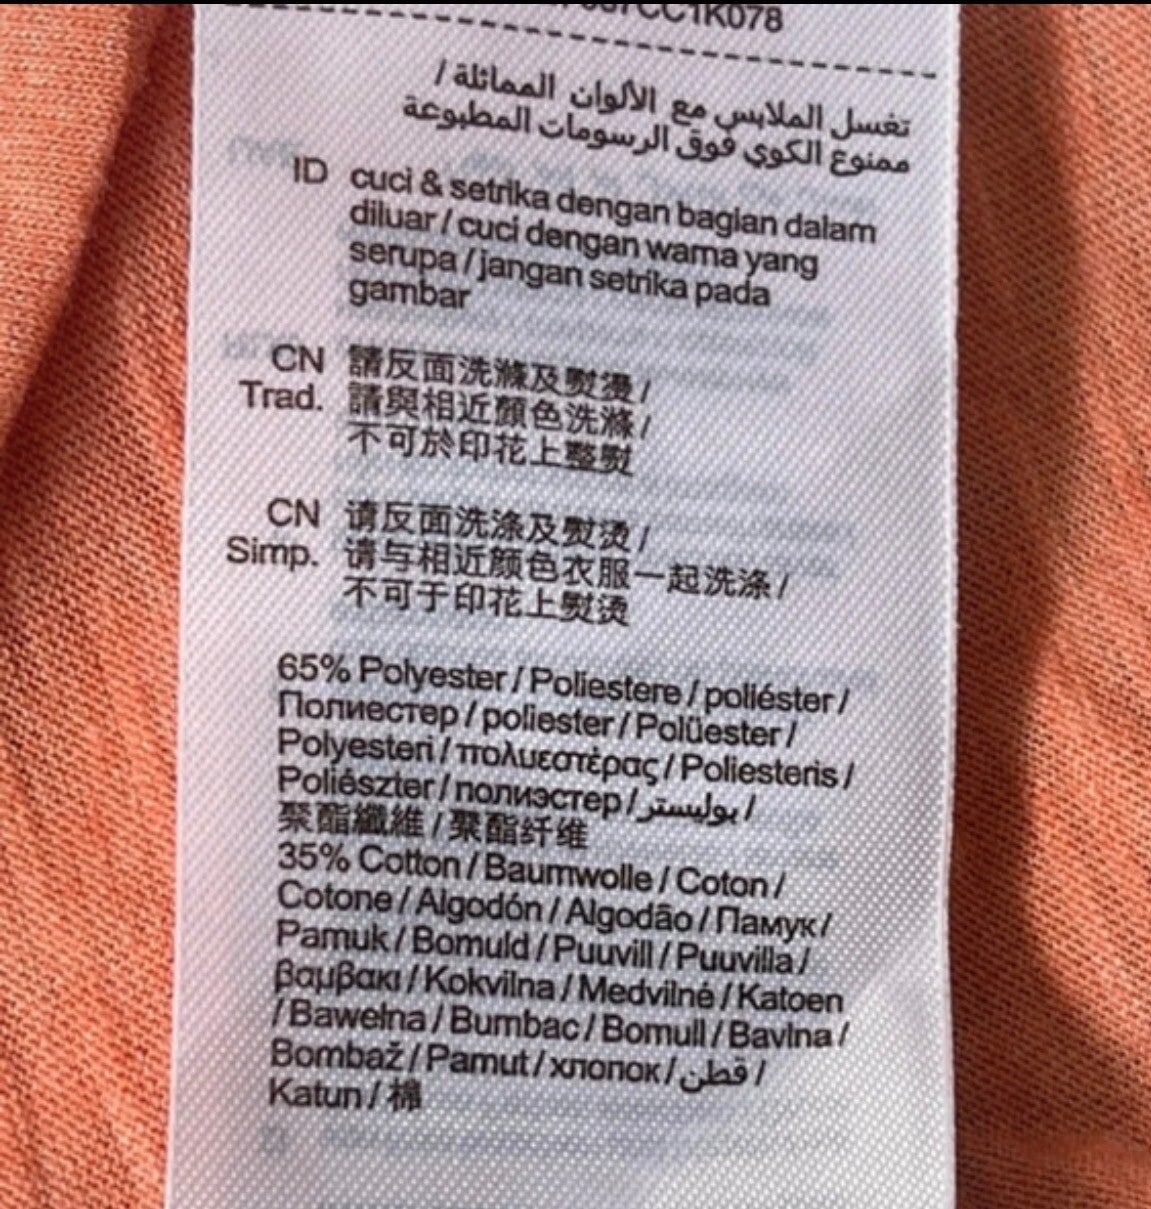 CC1K078
تغسل الملابس مع الألوان المماثلة /
ممنوع الكوي فوق الرسومات المطبوعة
ID cuci & setrika dengan bagian dalam
diluar / cuci dengan warna yang
serupa / jangan setrika pada
gambar
CN 請反面洗滌及熨燙 /
Trad. 請與相近顏色洗滌 /
不可於印花上整熨
CN 请反面洗涤及熨烫 /
Simp. 请与相近颜色衣服一起洗涤 /
不可于印花上熨烫
65% Polyester / Poliestere / poliéster /
Полиестер / poliester / Polüester /
Polyesteri / πολυεστέρας / Poliesteris /
Poliészter / полиэстер / بوليستر /
聚酯纖維 / 聚酯纤维
35% Cotton / Baumwolle / Coton /
Cotone / Algodón / Algodão / Памук /
Pamuk / Bomuld / Puuvill / Puuvilla /
βαμβακι / Kokvilna / Medvilnė / Katoen
/ Bawełna / Bumbac / Bomull / Bavlna /
Bombaž / Pamut / хлопок / قطن /
Katun / 棉